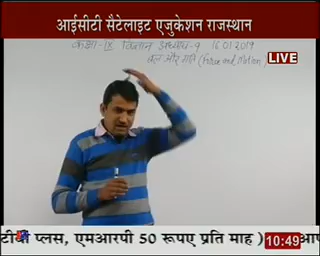 आईसीटी सैटेलाइट एजुकेशन राजस्थान
कक्षा-IX विज्ञान अध्याय-9 16.01.2019
LIVE
बल और गति (Force and Motion)
टीवी प्लस, एमआरपी 50 रूपए प्रति माह )
10:49